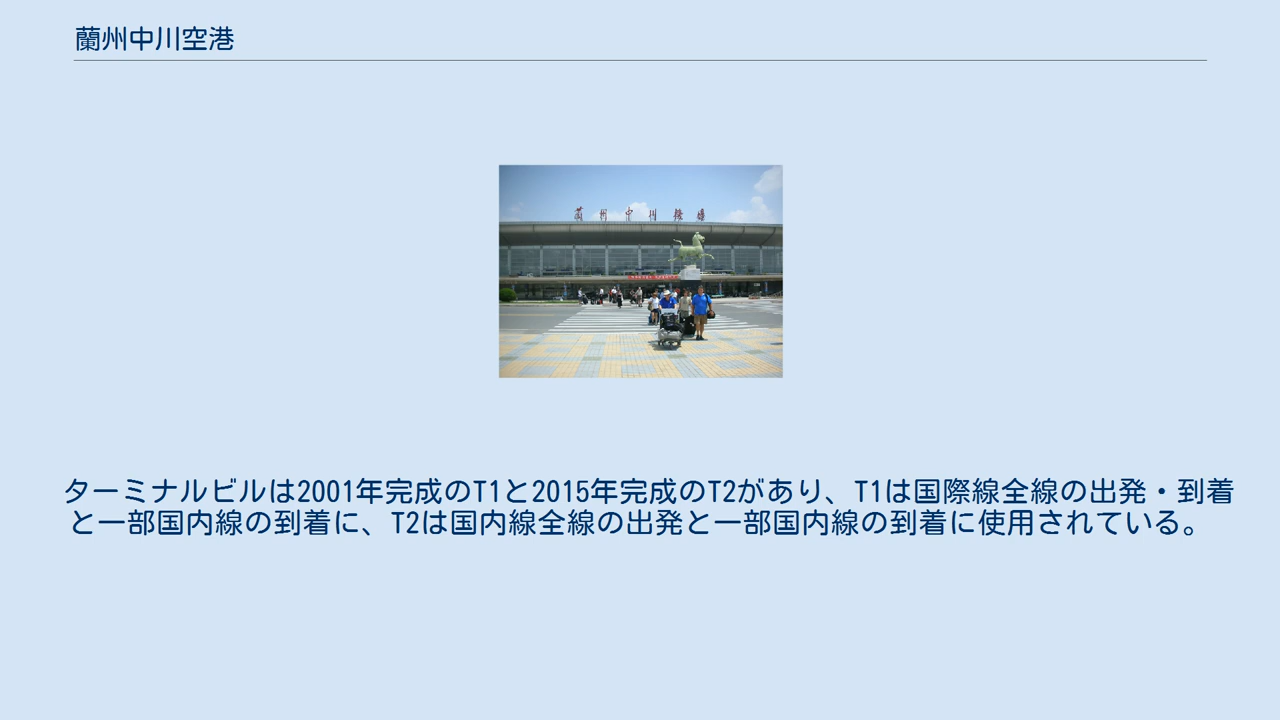 蘭州中川空港
蘭州中川機場
ターミナルビルは2001年完成のT1と2015年完成のT2があり、T1は国際線全線の出発・到着
と一部国内線の到着に、T2は国内線全線の出発と一部国内線の到着に使用されている。